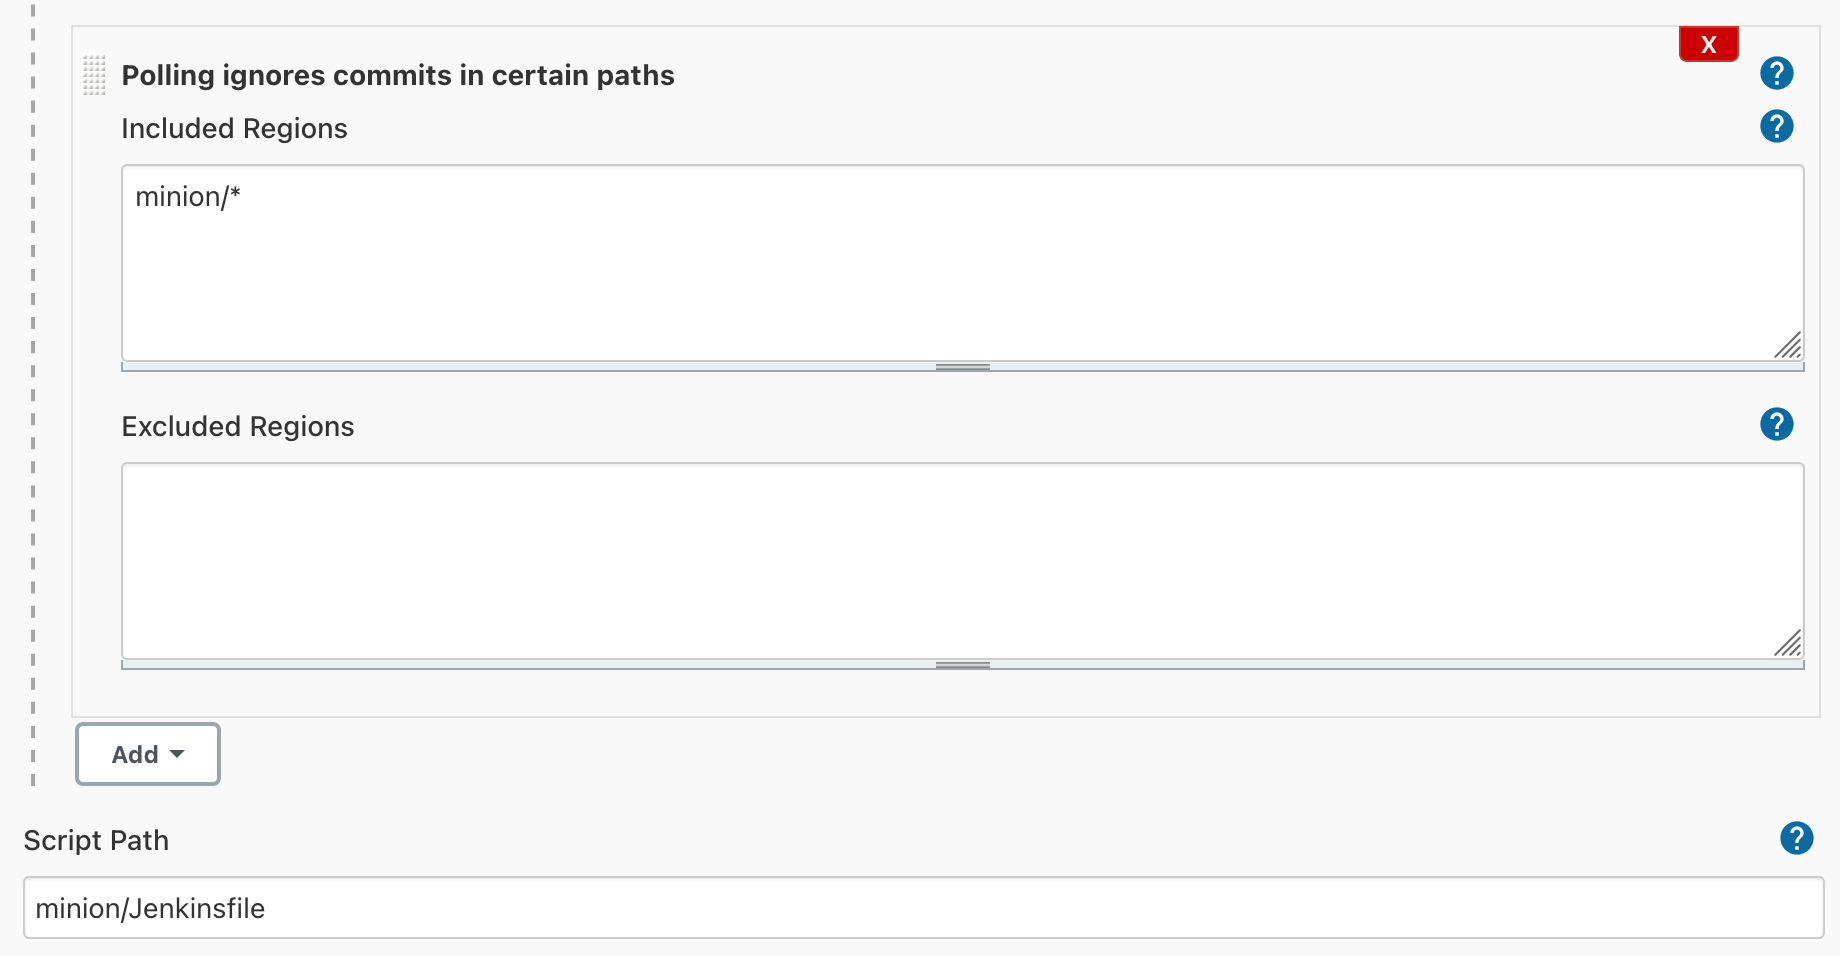 X
Polling ignores commits in certain paths
?
Included Regions
?
minion/*
Excluded Regions
?
Add
Script Path
?
minion/Jenkinsfile